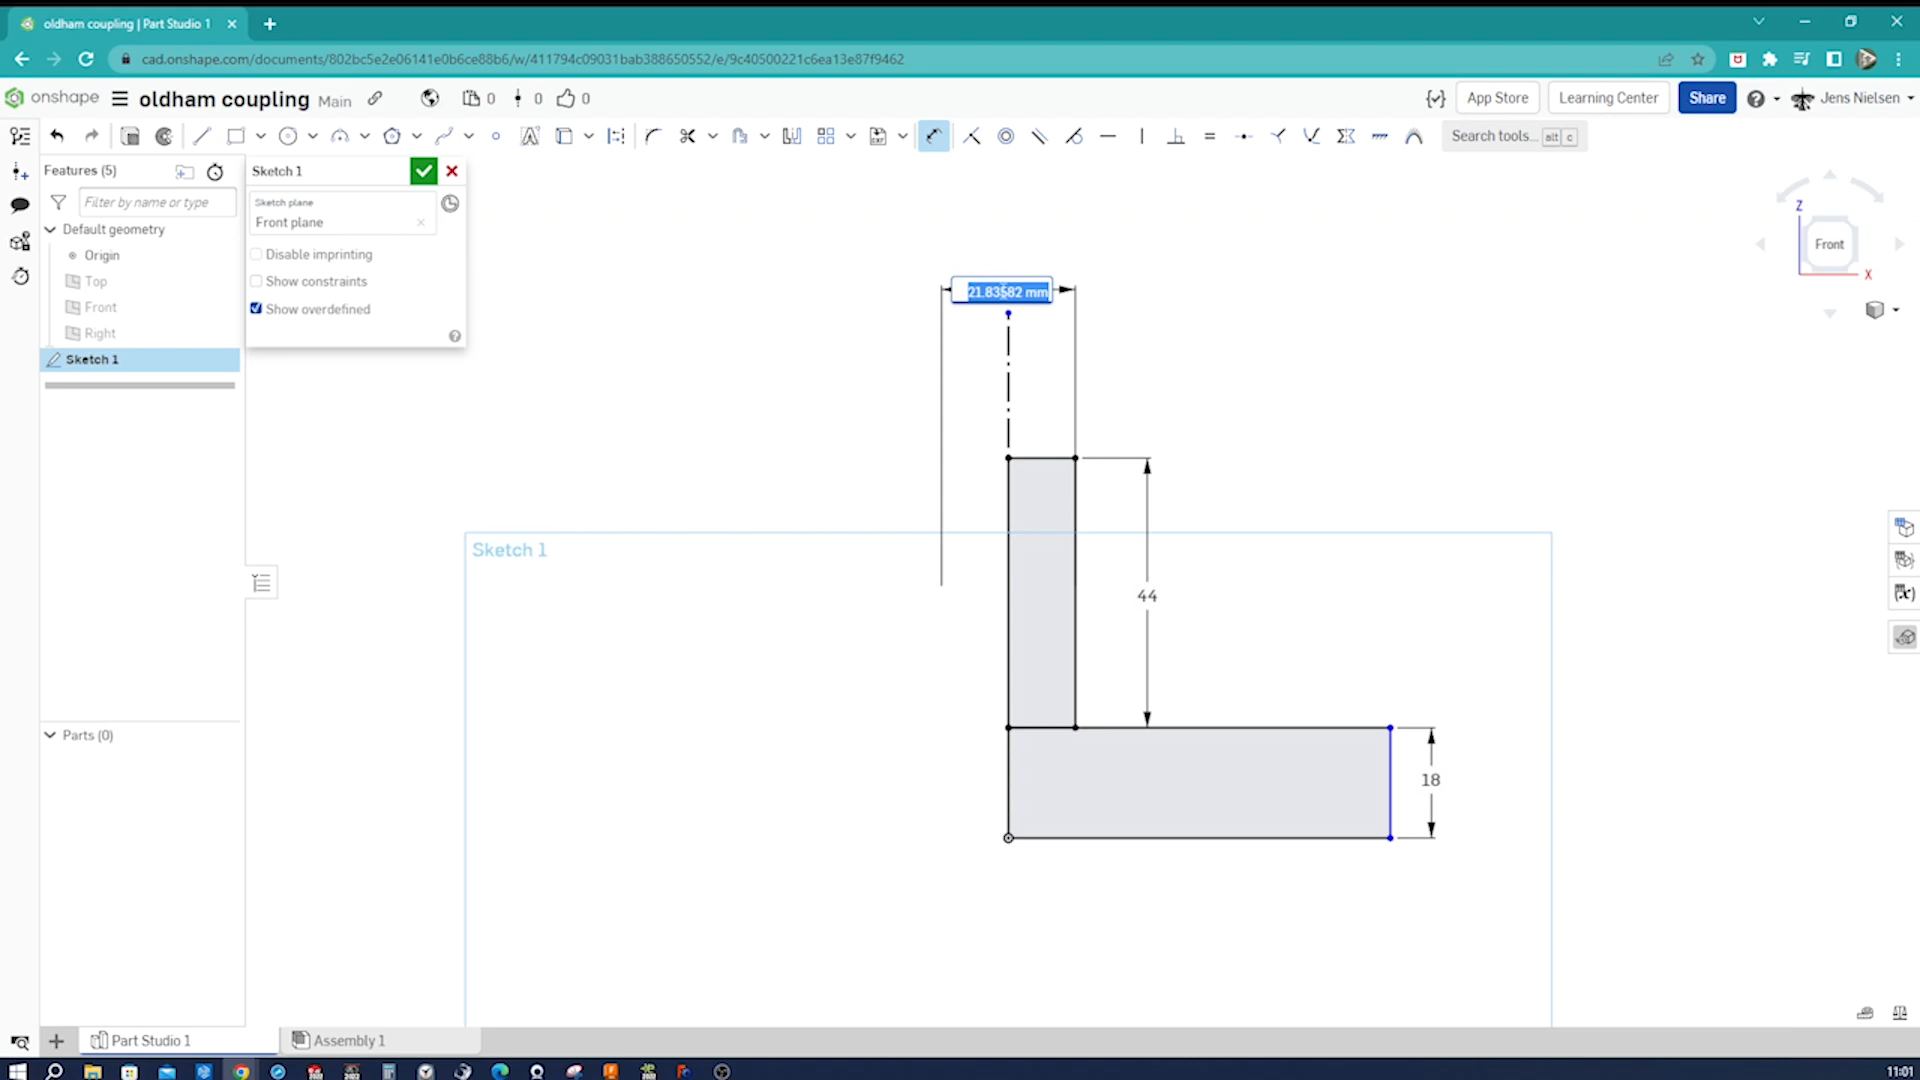 oldham coupling | Part Studio 1
cad.onshape.com/documents/802bc5e2e06141e0b6ce88b6/w/411794c09031bab388650552/e/9c40500221c6ea13e87f9462
onshape oldham coupling Main 0 0 0 App Store Learning Center Share Jens Nielsen
Search tools... alt c
Features (5)
Filter by name or type
Default geometry
Origin
Top
Front
Right
Sketch 1
Parts (0)
Sketch 1
Sketch plane
Front plane
Disable imprinting
Show constraints
Show overdefined
21.83582 mm
Z
Front
X
Sketch 1
44
18
Part Studio 1
Assembly 1
11:01